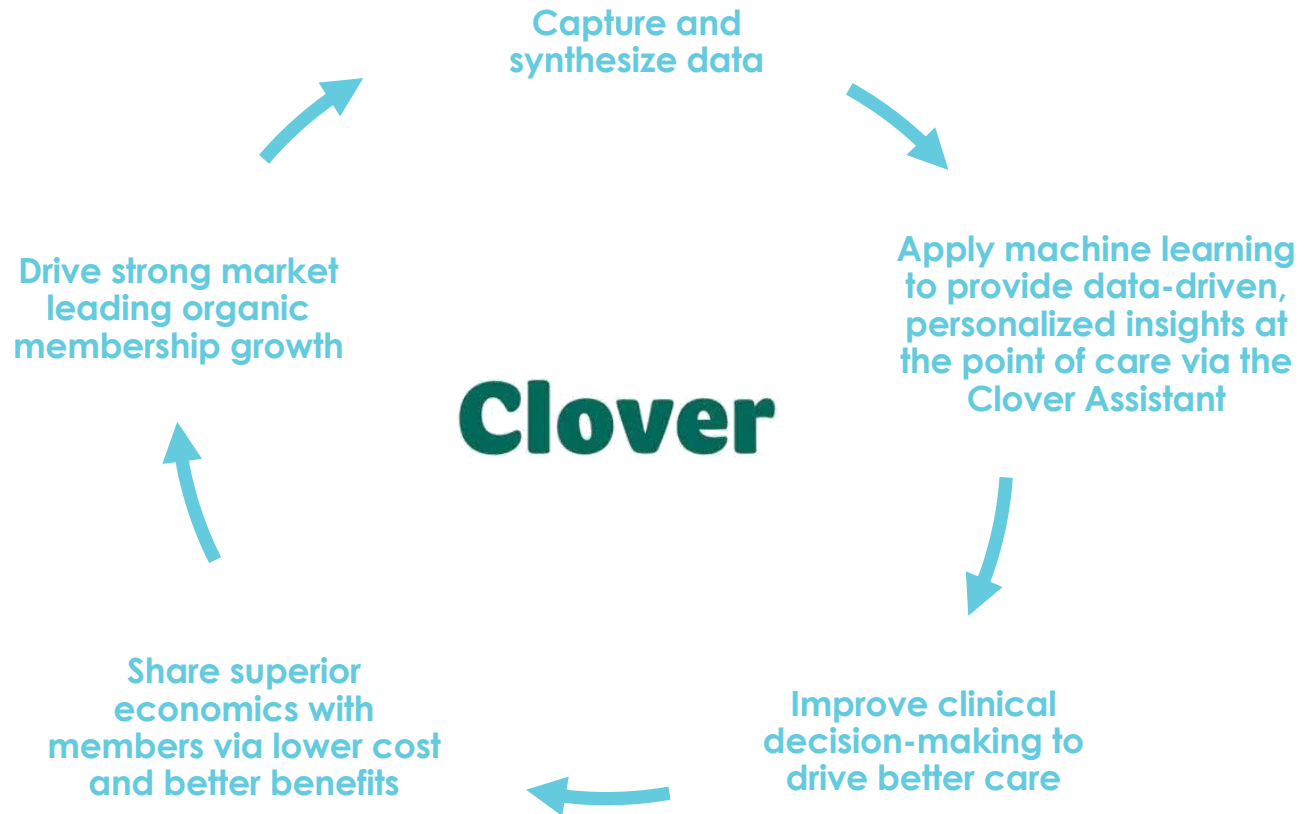 Capture and
synthesize data
Apply machine learning
to provide data-driven,
personalized insights at
the point of care via the
Clover Assistant
Improve clinical
decision-making to
drive better care
Share superior
economics with
members via lower cost
and better benefits
Drive strong market
leading organic
membership growth
Clover